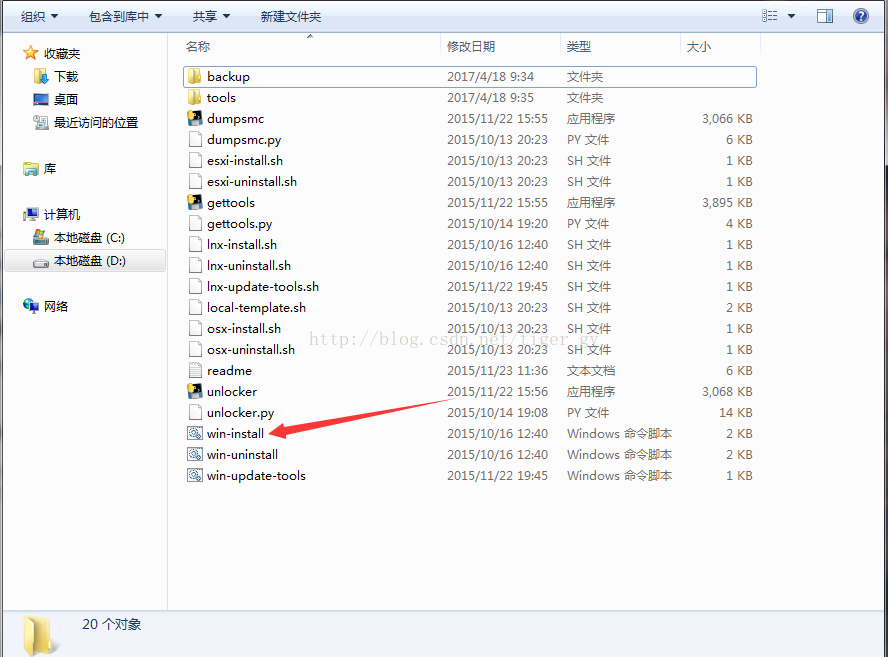 组织 包含到库中 共享 新建文件夹
名称 修改日期 类型 大小
收藏夹
下载
桌面
最近访问的位置
库
计算机
本地磁盘 (C:)
本地磁盘 (D:)
网络
backup 2017/4/18 9:34 文件夹
tools 2017/4/18 9:35 文件夹
dumpsmc 2015/11/22 15:55 应用程序 3,066 KB
dumpsmc.py 2015/10/13 20:23 PY 文件 6 KB
esxi-install.sh 2015/10/13 20:23 SH 文件 1 KB
esxi-uninstall.sh 2015/10/13 20:23 SH 文件 1 KB
gettools 2015/11/22 15:55 应用程序 3,895 KB
gettools.py 2015/10/14 19:20 PY 文件 4 KB
lnx-install.sh 2015/10/16 12:40 SH 文件 1 KB
lnx-uninstall.sh 2015/10/16 12:40 SH 文件 1 KB
lnx-update-tools.sh 2015/11/22 19:45 SH 文件 1 KB
local-template.sh 2015/10/13 20:23 SH 文件 2 KB
osx-install.sh 2015/10/13 20:23 SH 文件 1 KB
http://blog.csdn.net/tiger_gy
osx-uninstall.sh 2015/10/13 20:23 SH 文件 1 KB
readme 2015/11/23 11:36 文本文档 6 KB
unlocker 2015/11/22 15:56 应用程序 3,068 KB
unlocker.py 2015/10/14 19:08 PY 文件 14 KB
win-install 2015/10/16 12:40 Windows 命令脚本 2 KB
win-uninstall 2015/10/16 12:40 Windows 命令脚本 2 KB
win-update-tools 2015/11/22 19:45 Windows 命令脚本 1 KB
20 个对象